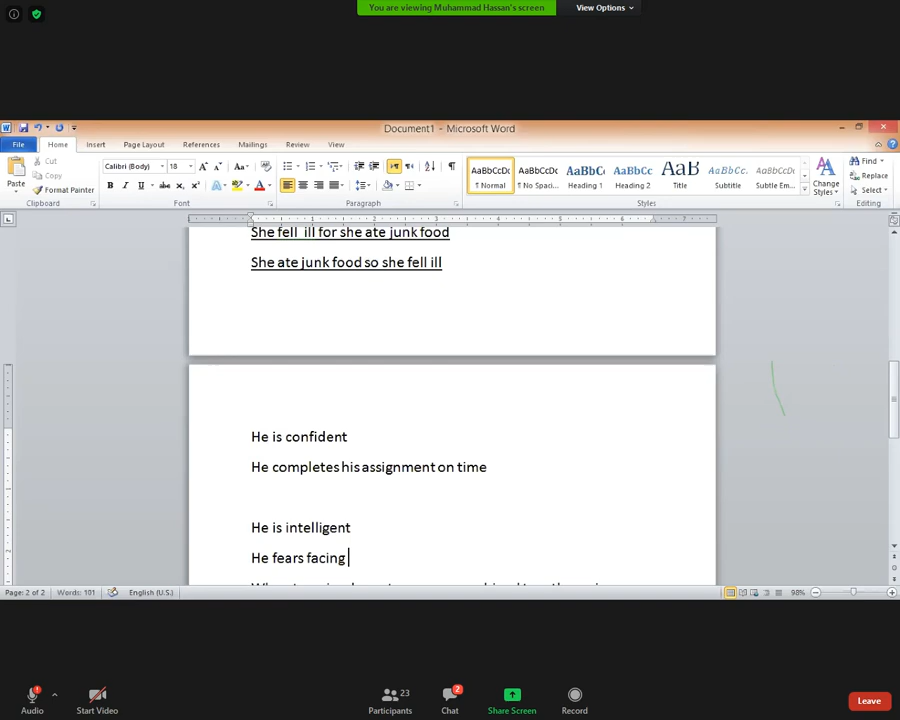 You are viewing Muhammad Hassan's screen View Options
Document1 - Microsoft Word
File Home Insert Page Layout References Mailings Review View
Paste Cut Copy Format Painter Clipboard
Calibri (Body) 18 Font
Paragraph
AaBbCcDc Normal AaBbCcDc No Spaci... AaBbC Heading 1 AaBbCc Heading 2 AaBb Title AaBbCc. Subtitle AaBbCcDc Subtle Em... Change Styles Styles
Find Replace Select Editing
She fell ill for she ate junk food
She ate junk food so she fell ill
He is confident
He completes his assignment on time
He is intelligent
He fears facing
Page: 2 of 2 Words: 101 English (U.S.) 98%
Audio Start Video Participants 23 Chat 2 Share Screen Record Leave